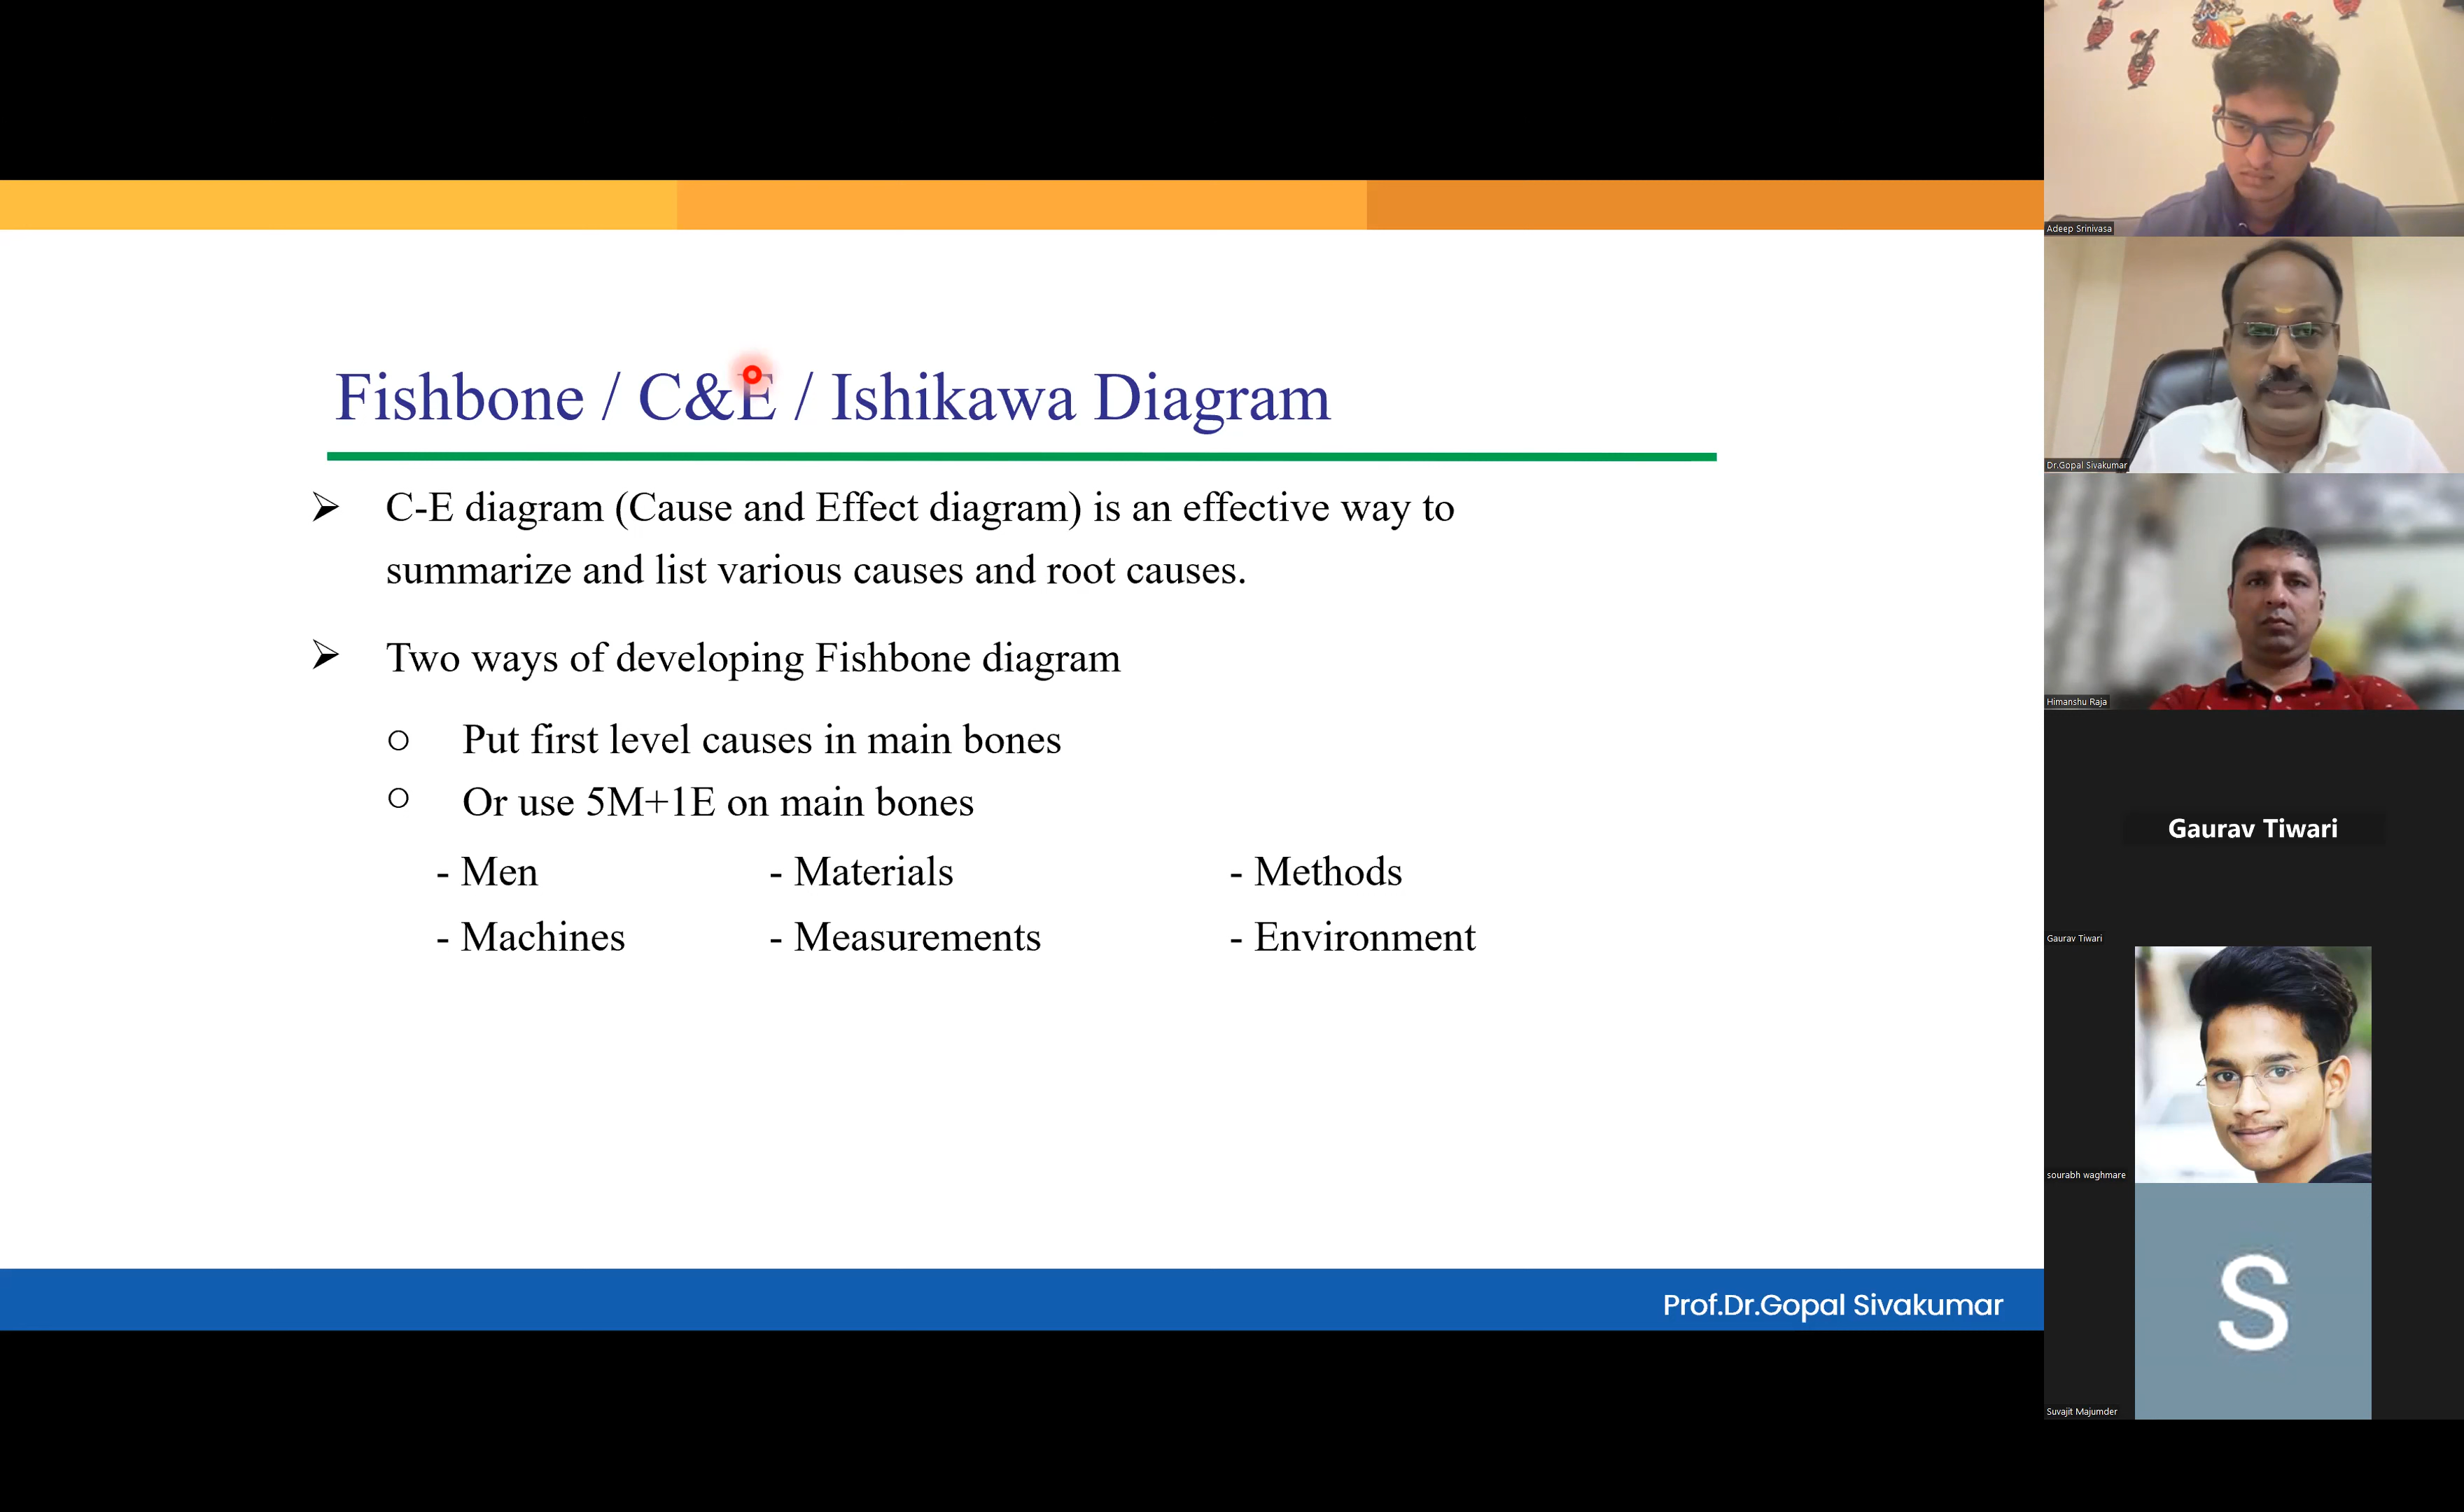 Fishbone / C&E / Ishikawa Diagram
C-E diagram (Cause and Effect diagram) is an effective way to
summarize and list various causes and root causes.
Two ways of developing Fishbone diagram
Put first level causes in main bones
Or use 5M+1E on main bones
- Men - Materials - Methods
- Machines - Measurements - Environment
Prof.Dr.Gopal Sivakumar
Adeep Srinivasa
Dr.Gopal Sivakumar
Himanshu Raja
Gaurav Tiwari
Gaurav Tiwari
sourabh waghmare
S
Suvajit Majumder